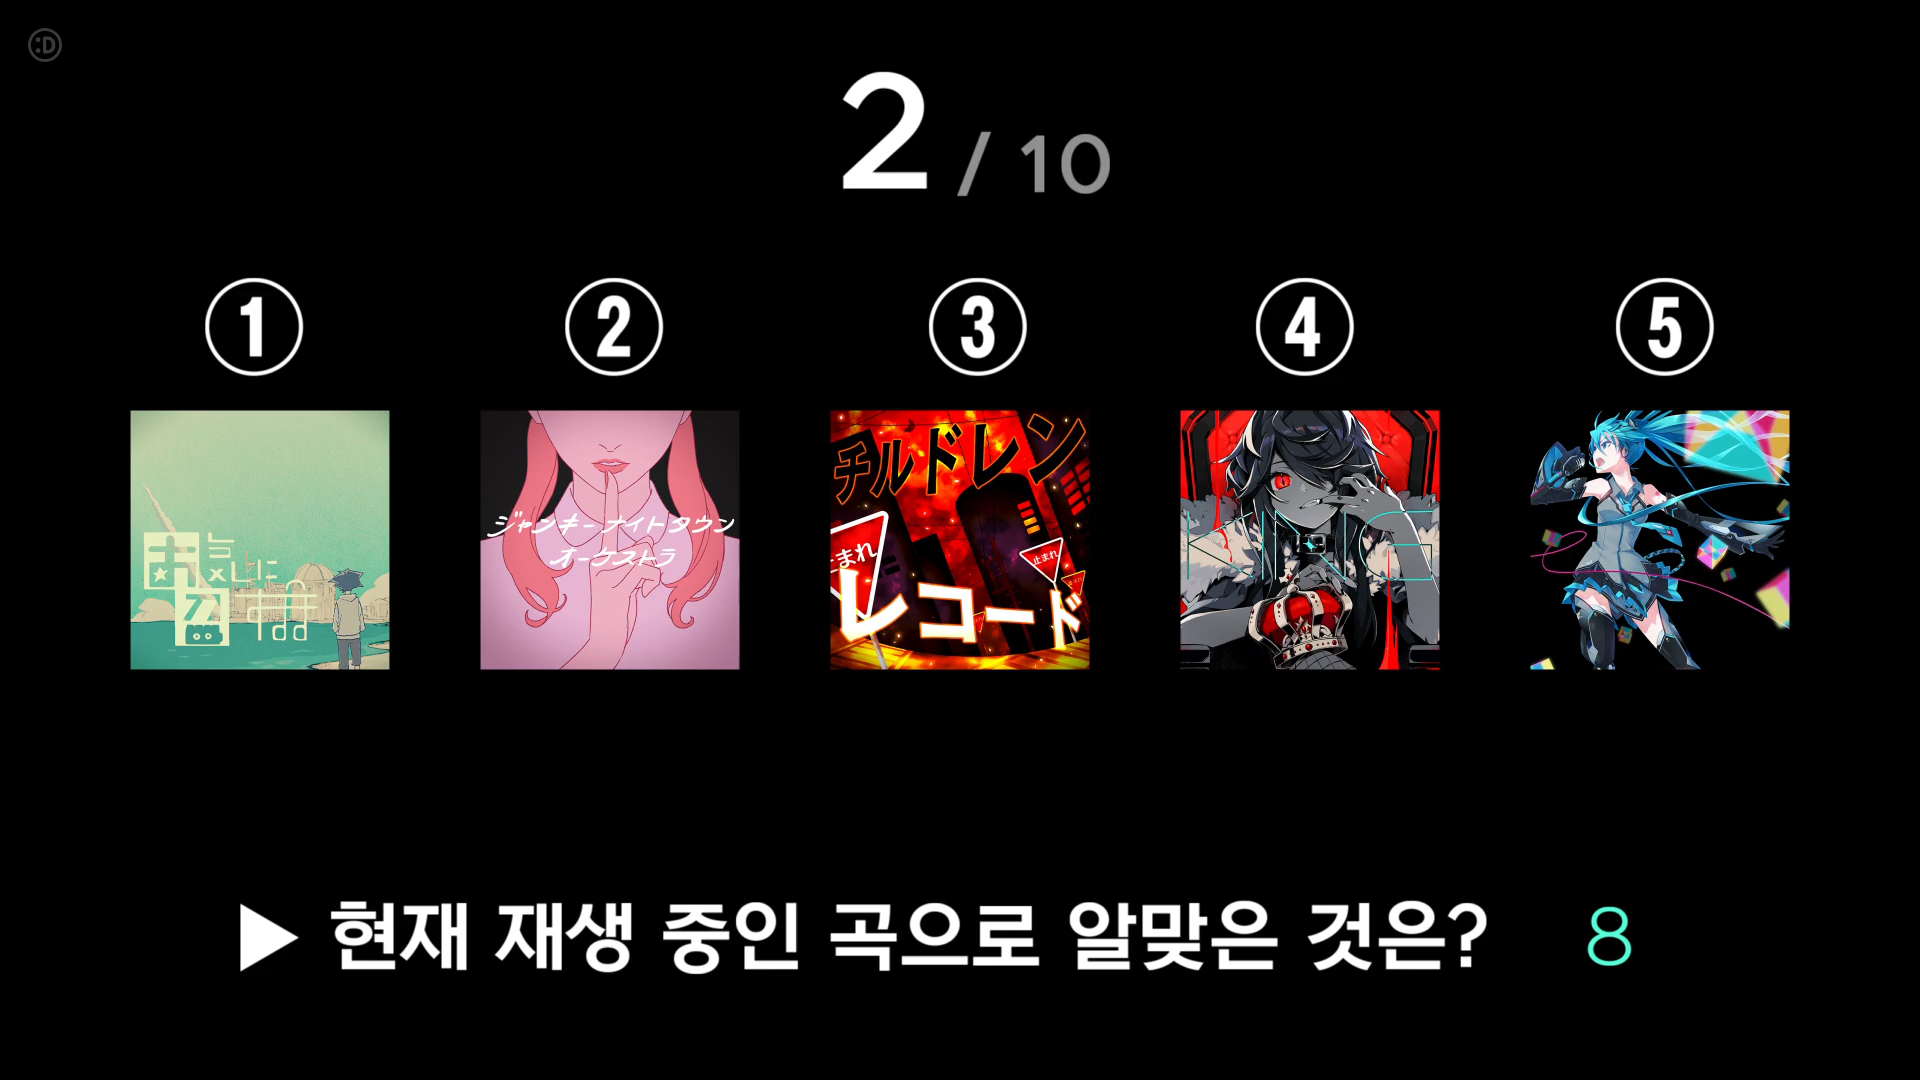 :D
2 / 10
① ② ③ ④ ⑤
ジャンキーナイトタウン
オーケストラ
チルドレン
止まれ
止まれ
レコード
KING
▶ 현재 재생 중인 곡으로 알맞은 것은? 8